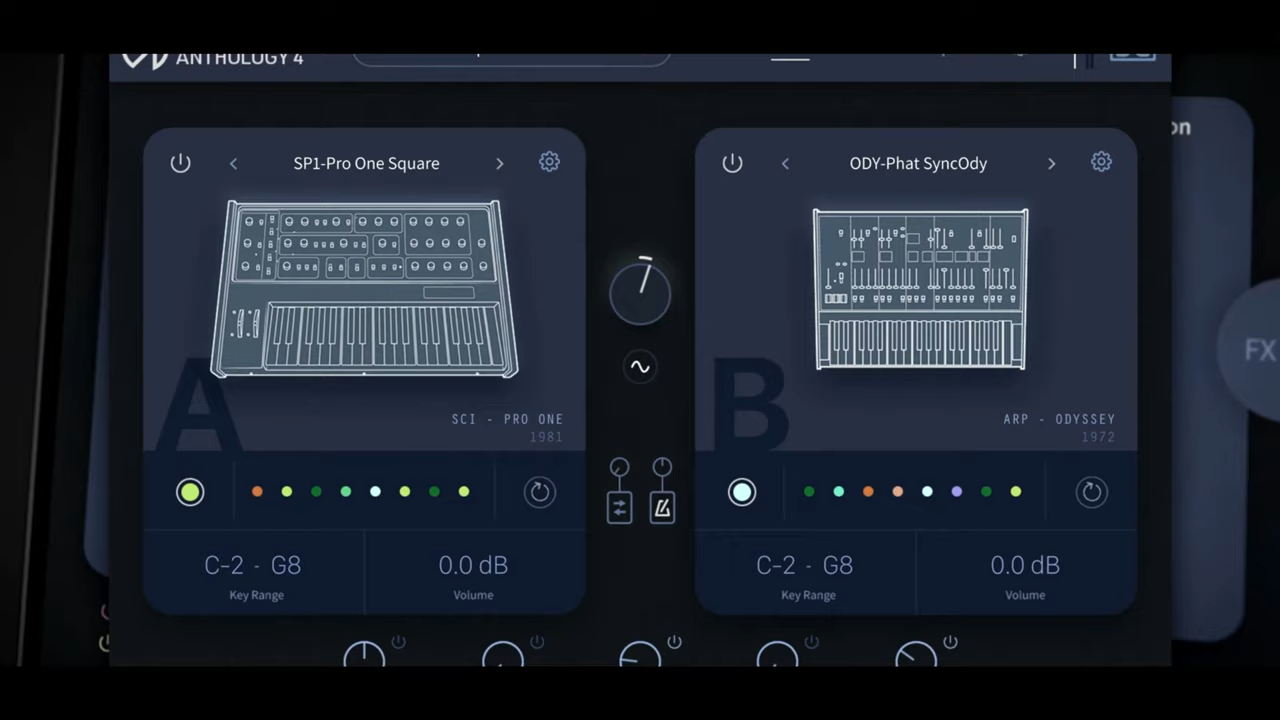 ANTHOLOGY 4
on
SP1-Pro One Square
ODY-Phat SyncOdy
A
B
FX
SCI - PRO ONE
1981
ARP - ODYSSEY
1972
C-2 - G8
0.0 dB
C-2 - G8
0.0 dB
Key Range
Volume
Key Range
Volume